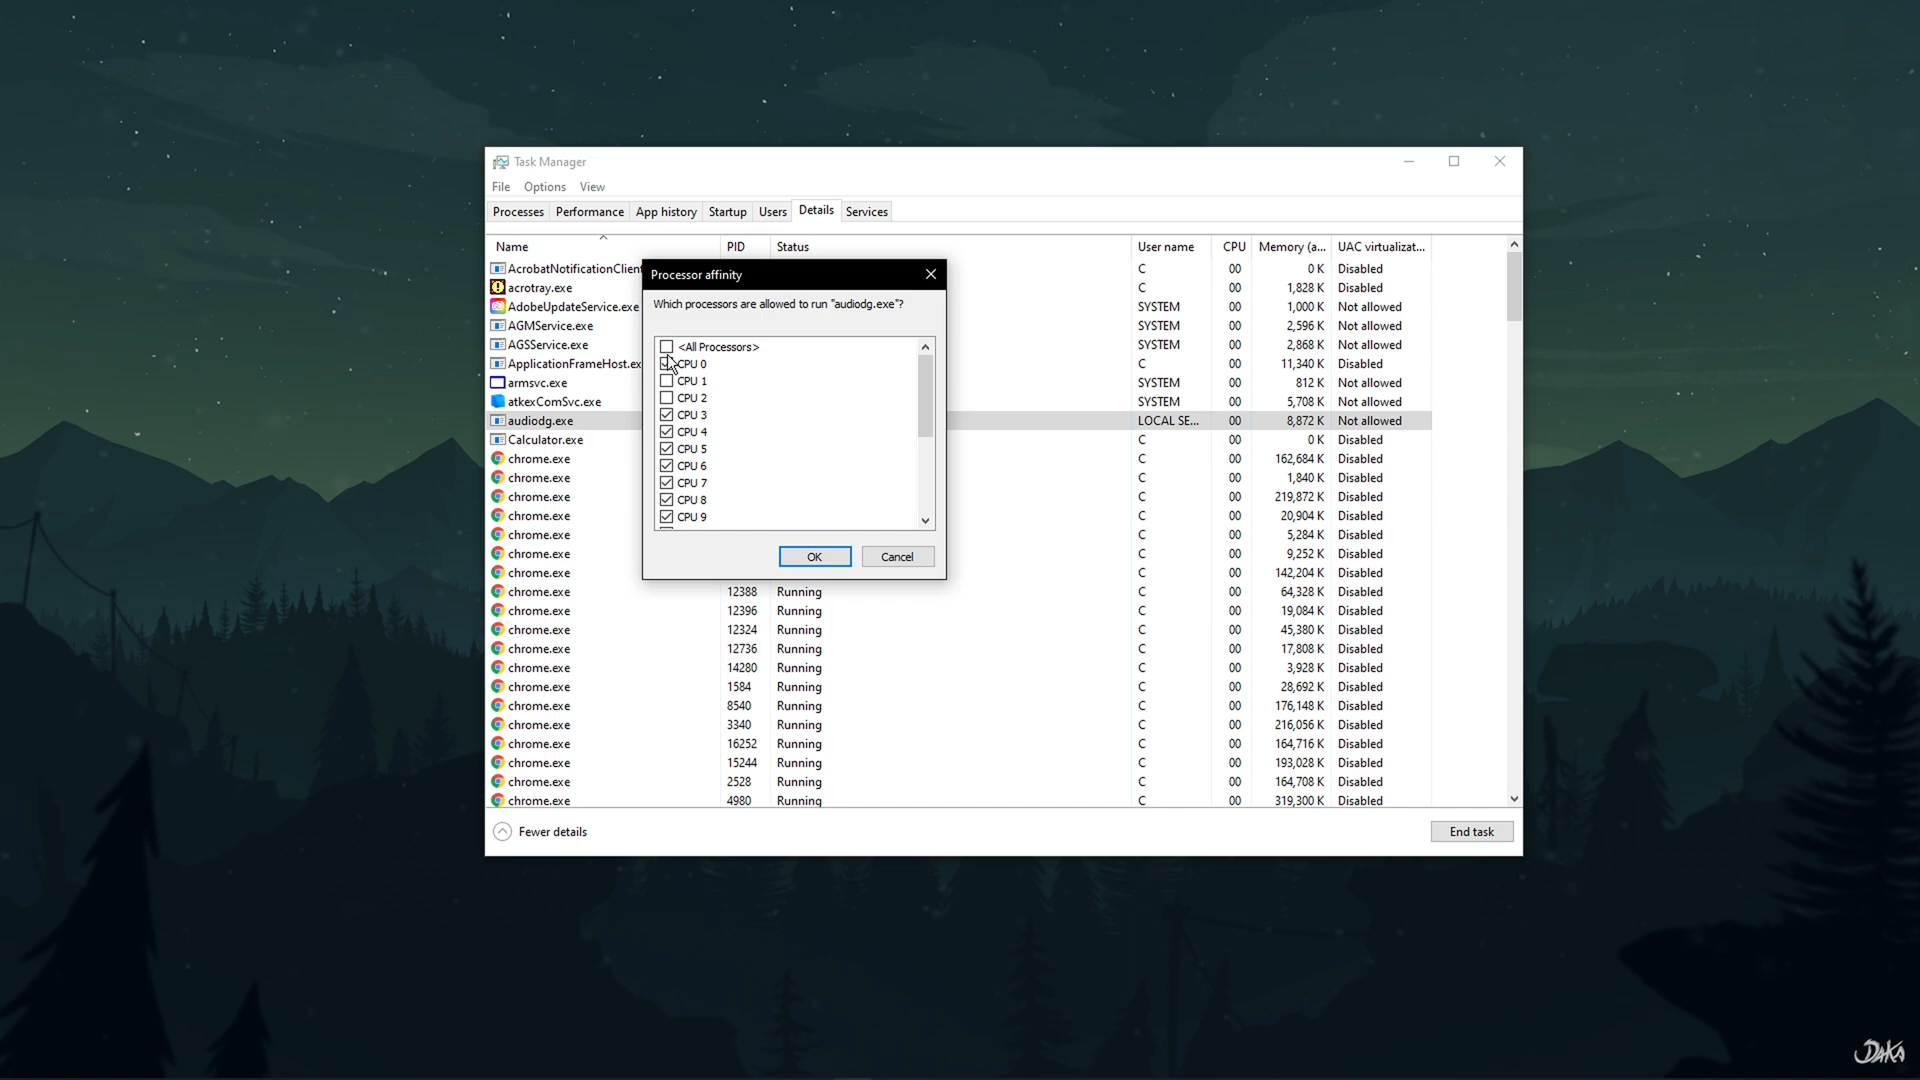 Task Manager
File Options View
Processes Performance App history Startup Users Details Services
Name PID Status User name CPU Memory (a... UAC virtualizat...
AcrobatNotificationClient C 00 0 K Disabled
acrotray.exe C 00 1,828 K Disabled
AdobeUpdateService.exe SYSTEM 00 1,000 K Not allowed
AGMService.exe SYSTEM 00 2,596 K Not allowed
AGSService.exe SYSTEM 00 2,868 K Not allowed
ApplicationFrameHost.ex C 00 11,340 K Disabled
armsvc.exe SYSTEM 00 812 K Not allowed
atkexComSvc.exe SYSTEM 00 5,708 K Not allowed
audiodg.exe LOCAL SE... 00 8,872 K Not allowed
Calculator.exe C 00 0 K Disabled
chrome.exe C 00 162,684 K Disabled
chrome.exe C 00 1,840 K Disabled
chrome.exe C 00 219,872 K Disabled
chrome.exe C 00 20,904 K Disabled
chrome.exe C 00 5,284 K Disabled
chrome.exe C 00 9,252 K Disabled
chrome.exe C 00 142,204 K Disabled
chrome.exe 12388 Running C 00 64,328 K Disabled
chrome.exe 12396 Running C 00 19,084 K Disabled
chrome.exe 12324 Running C 00 45,380 K Disabled
chrome.exe 12736 Running C 00 17,808 K Disabled
chrome.exe 14280 Running C 00 3,928 K Disabled
chrome.exe 1584 Running C 00 28,692 K Disabled
chrome.exe 8540 Running C 00 176,148 K Disabled
chrome.exe 3340 Running C 00 216,056 K Disabled
chrome.exe 16252 Running C 00 164,716 K Disabled
chrome.exe 15244 Running C 00 193,028 K Disabled
chrome.exe 2528 Running C 00 164,708 K Disabled
chrome.exe 4980 Running C 00 319,300 K Disabled
Fewer details End task
Processor affinity
Which processors are allowed to run "audiodg.exe"?
<All Processors>
CPU 0
CPU 1
CPU 2
CPU 3
CPU 4
CPU 5
CPU 6
CPU 7
CPU 8
CPU 9
OK Cancel
DAKA